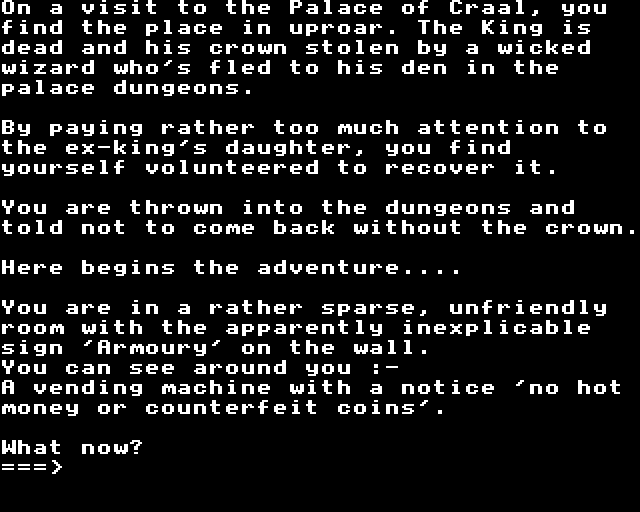 On a visit to the Palace of Craal, you
find the place in uproar. The King is
dead and his crown stolen by a wicked
wizard who's fled to his den in the
palace dungeons.
By paying rather too much attention to
the ex-king's daughter, you find
yourself volunteered to recover it.
You are thrown into the dungeons and
told not to come back without the crown.
Here begins the adventure....
You are in a rather sparse, unfriendly
room with the apparently inexplicable
sign 'Armoury' on the wall.
You can see around you :-
A vending machine with a notice 'no hot
money or counterfeit coins'.
What now?
===>